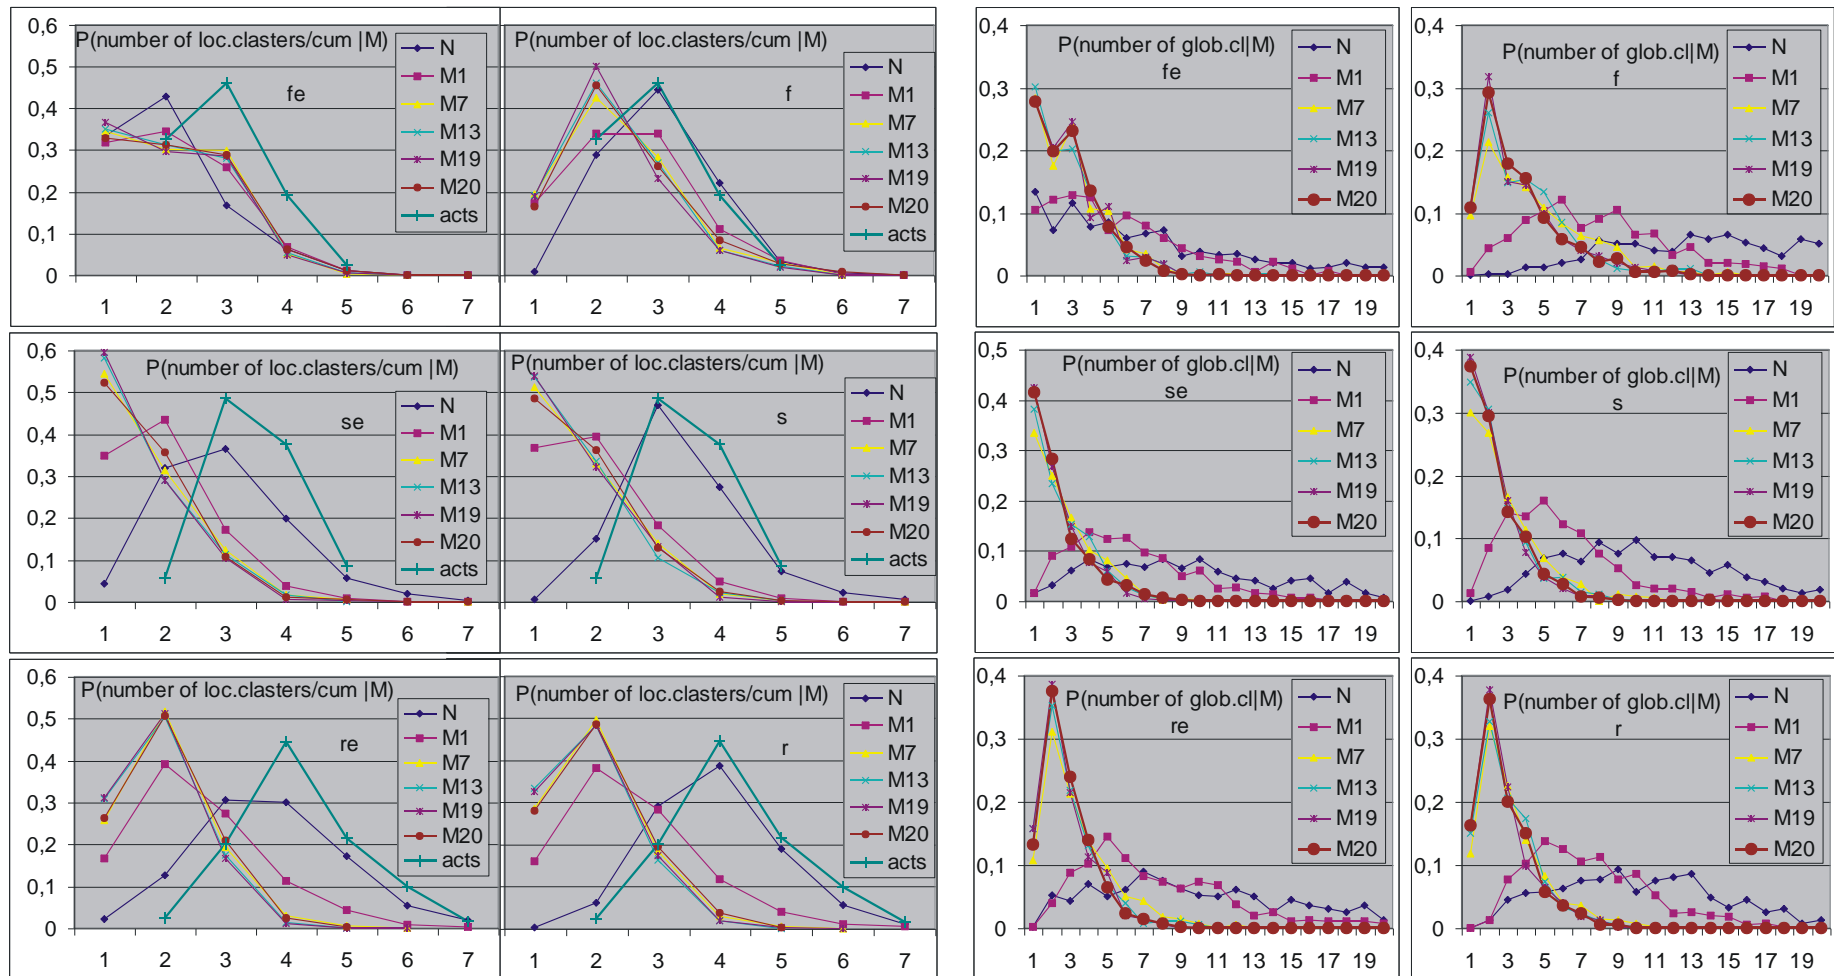 0,6
0,5
0,4
0,3
0,2
0,1
0
P(number of loc.clasters/cum |M)
fe
N
M1
M7
M13
M19
M20
acts
1 2 3 4 5 6 7
P(number of loc.clasters/cum |M)
f
N
M1
M7
M13
M19
M20
acts
1 2 3 4 5 6 7
0,4
0,3
0,2
0,1
0
P(number of glob.cl|M)
fe
N
M1
M7
M13
M19
M20
1 3 5 7 9 11 13 15 17 19
0,4
0,3
0,2
0,1
0
P(number of glob.cl|M)
f
N
M1
M7
M13
M19
M20
1 3 5 7 9 11 13 15 17 19
0,6
0,5
0,4
0,3
0,2
0,1
0
P(number of loc.clasters/cum |M)
se
N
M1
M7
M13
M19
M20
acts
1 2 3 4 5 6 7
P(number of loc.clasters/cum |M)
s
N
M1
M7
M13
M19
M20
acts
1 2 3 4 5 6 7
0,5
0,4
0,3
0,2
0,1
0
P(number of glob.cl|M)
se
N
M1
M7
M13
M19
M20
1 3 5 7 9 11 13 15 17 19
0,4
0,3
0,2
0,1
0
P(number of glob.cl|M)
s
N
M1
M7
M13
M19
M20
1 3 5 7 9 11 13 15 17 19
0,6
0,5
0,4
0,3
0,2
0,1
0
P(number of loc.clasters/cum |M)
re
N
M1
M7
M13
M19
M20
acts
1 2 3 4 5 6 7
P(number of loc.clasters/cum |M)
r
N
M1
M7
M13
M19
M20
acts
1 2 3 4 5 6 7
0,4
0,3
0,2
0,1
0
P(number of glob.cl|M)
re
N
M1
M7
M13
M19
M20
1 3 5 7 9 11 13 15 17 19
0,4
0,3
0,2
0,1
0
P(number of glob.cl|M)
r
N
M1
M7
M13
M19
M20
1 3 5 7 9 11 13 15 17 19